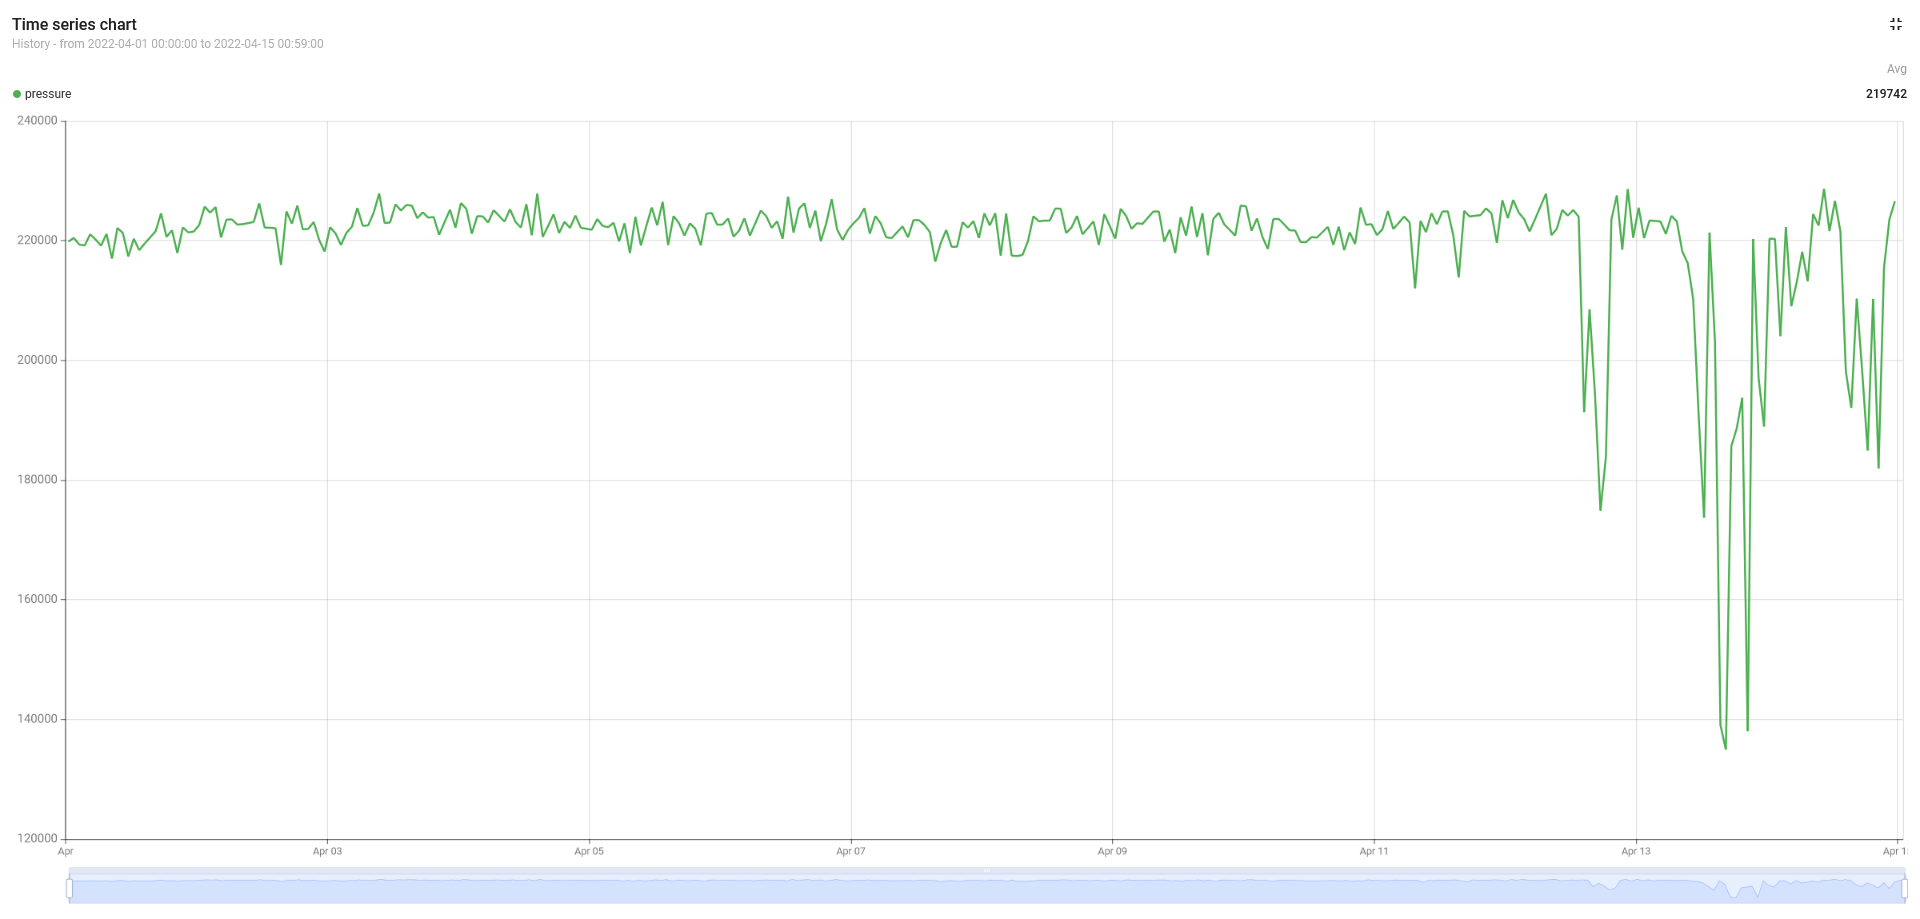 Time series chart
History - from 2022-04-01 00:00:00 to 2022-04-15 00:59:00
Avg
pressure 219742
240000
220000
200000
180000
160000
140000
120000
Apr Apr 03 Apr 05 Apr 07 Apr 09 Apr 11 Apr 13 Apr 1